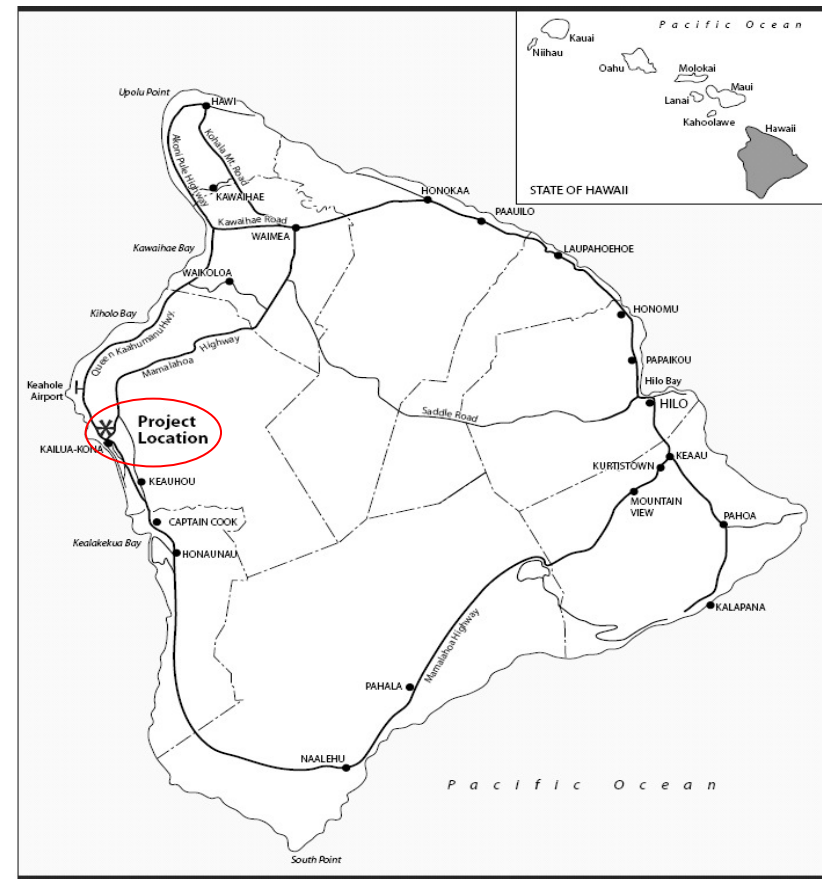 Pacific Ocean
Kauai
Niihau
Oahu
Molokai
Maui
Lanai
Kahoolawe
Hawaii
STATE OF HAWAII
Upolu Point
HAWI
Akoni Pule Highway
Kohala Mt. Road
KAWAIHAE
Kawaihae Road
WAIMEA
HONOKAA
PAAUILO
LAUPAHOEHOE
Kawaihae Bay
WAIKOLOA
Kiholo Bay
Queen Kaahumanu Hwy.
Mamalahoa Highway
HONOMU
PAPAIKOU
Hilo Bay
HILO
Keahole
Airport
Saddle Road
Project
Location
KAILUA-KONA
KEAUHOU
KURTISTOWN
KEAAU
MOUNTAIN
VIEW
PAHOA
CAPTAIN COOK
Kealakekua Bay
HONAUNAU
KALAPANA
Mamalahoa Highway
PAHALA
NAALEHU
Pacific Ocean
South Point